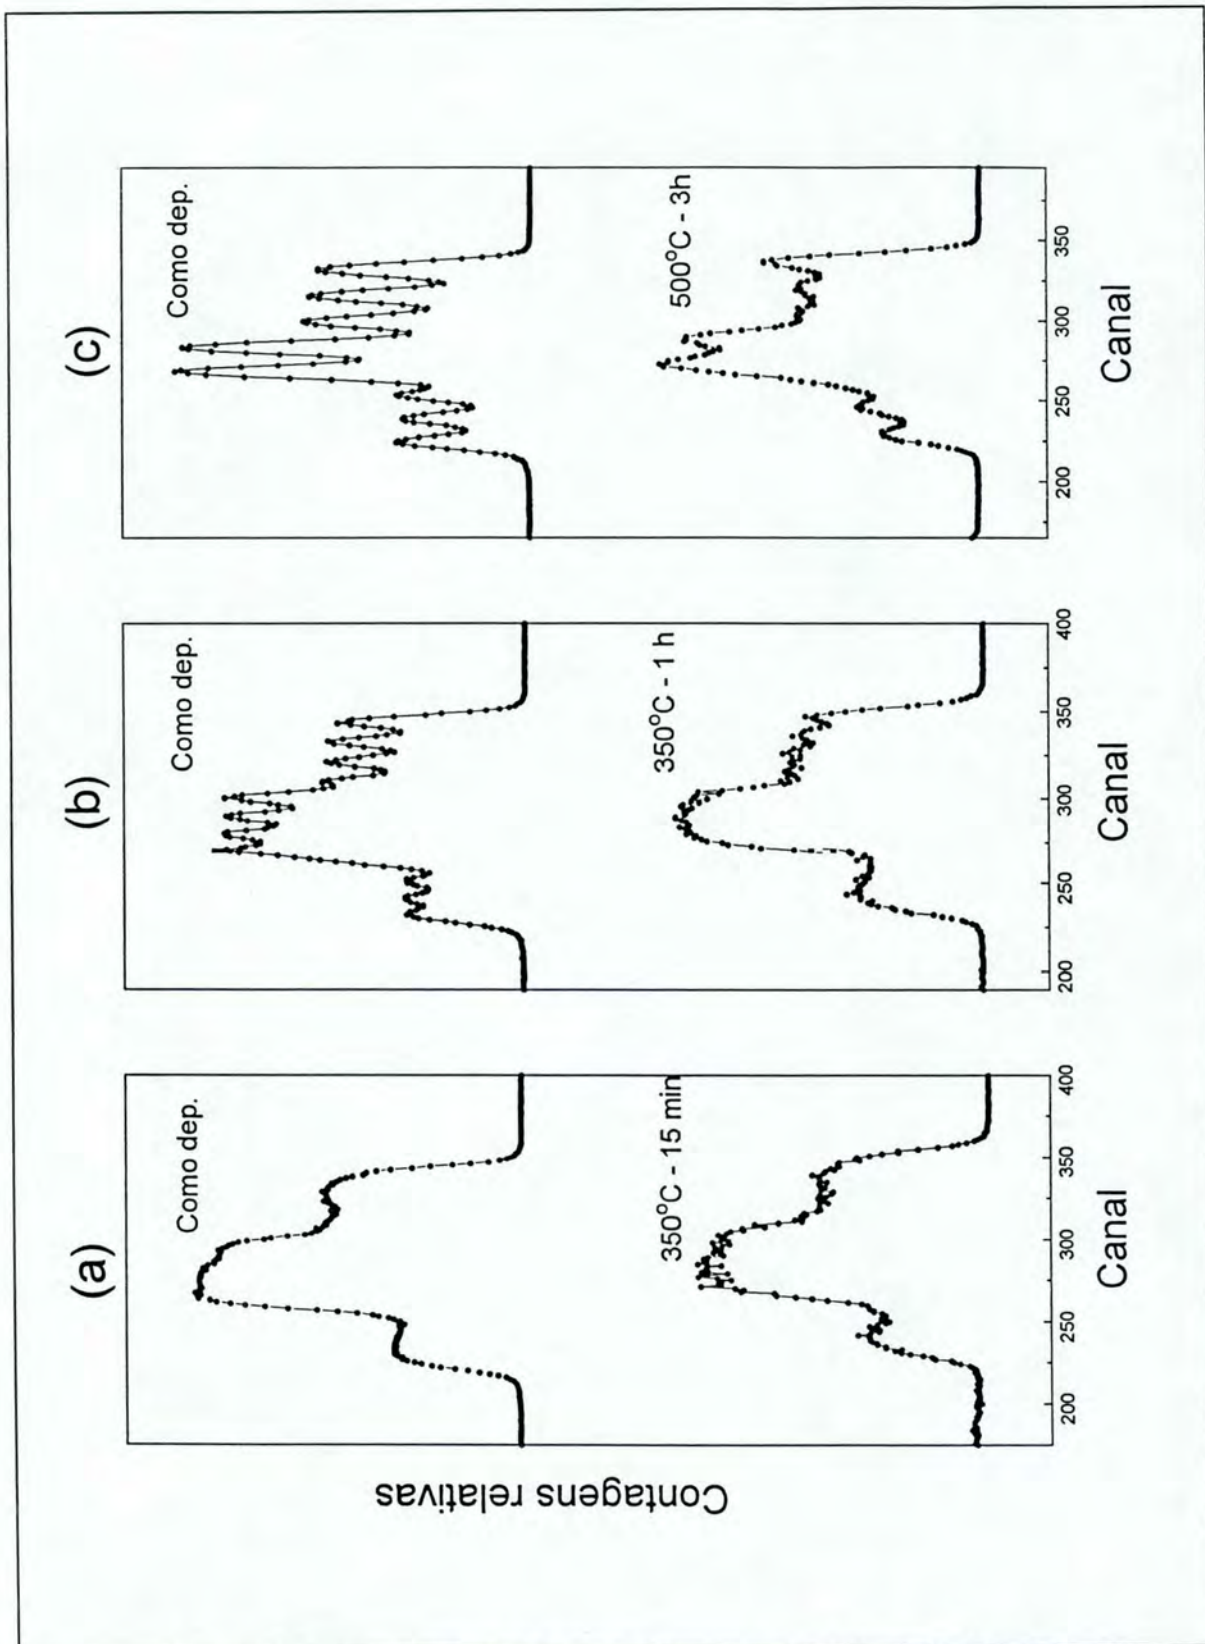 (a)
(b)
(c)
Contagens relativas
Como dep.
Como dep.
Como dep.
350°C - 15 min
350°C - 1 h
500°C - 3h
200 250 300 350 400
200 250 300 350 400
200 250 300 350
Canal
Canal
Canal